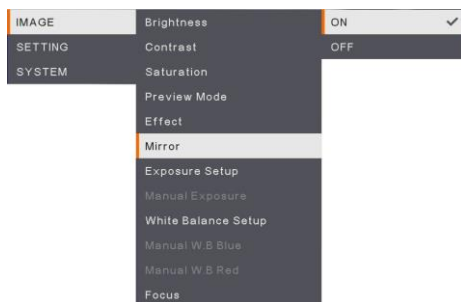 IMAGE
SETTING
SYSTEM
Brightness
Contrast
Saturation
Preview Mode
Effect
Mirror
Exposure Setup
Manual Exposure
White Balance Setup
Manual W.B Blue
Manual W.B Red
Focus
ON
OFF